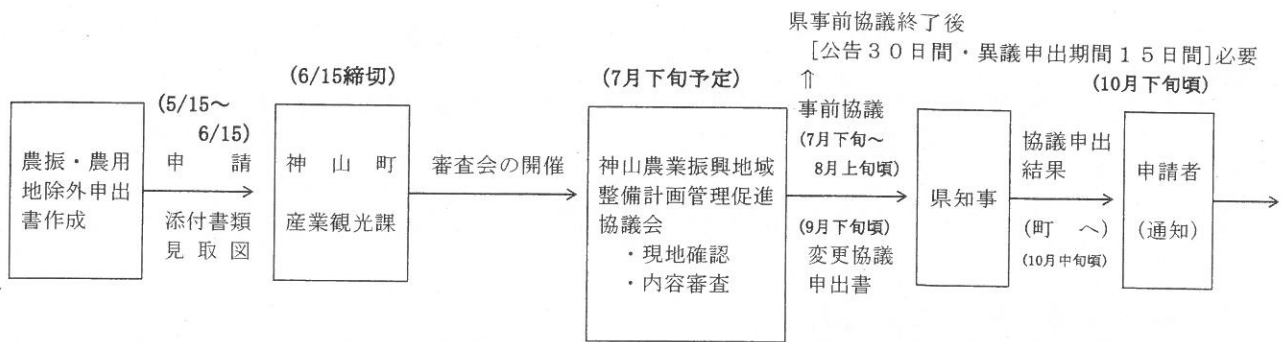 県事前協議終了後
[公告30日間・異議申出期間15日間]必要
(6/15締切)
(7月下旬予定)
⇑
(10月下旬頃)
(5/15～
6/15)
事前協議
(7月下旬～
8月上旬頃)
農振・農用
地除外申出
書作成
申　請
添付書類
見取図
神　山　町
産業観光課
審査会の開催
神山農業振興地域
整備計画管理促進
協議会
・現地確認
・内容審査
(9月下旬頃)
変更協議
申出書
県知事
協議申出
結果
(町　へ)
(10月中旬頃)
申請者
(通知)